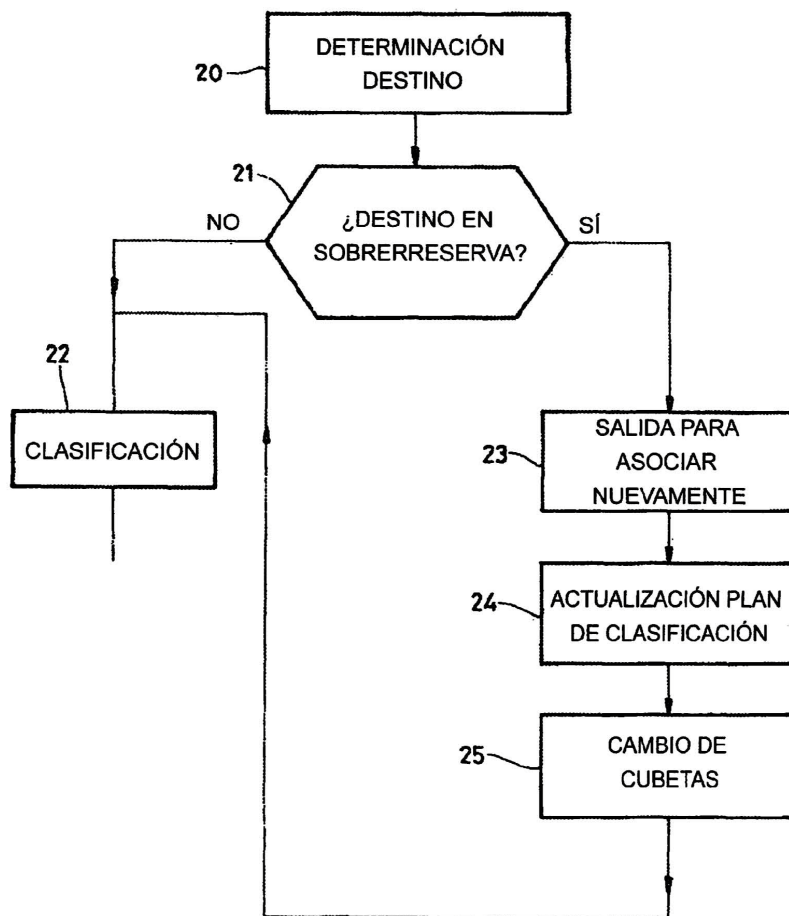 20
DETERMINACIÓN
DESTINO
21
NO
¿DESTINO EN
SOBRERRESERVA?
SÍ
22
CLASIFICACIÓN
23
SALIDA PARA
ASOCIAR
NUEVAMENTE
24
ACTUALIZACIÓN PLAN
DE CLASIFICACIÓN
25
CAMBIO DE
CUBETAS